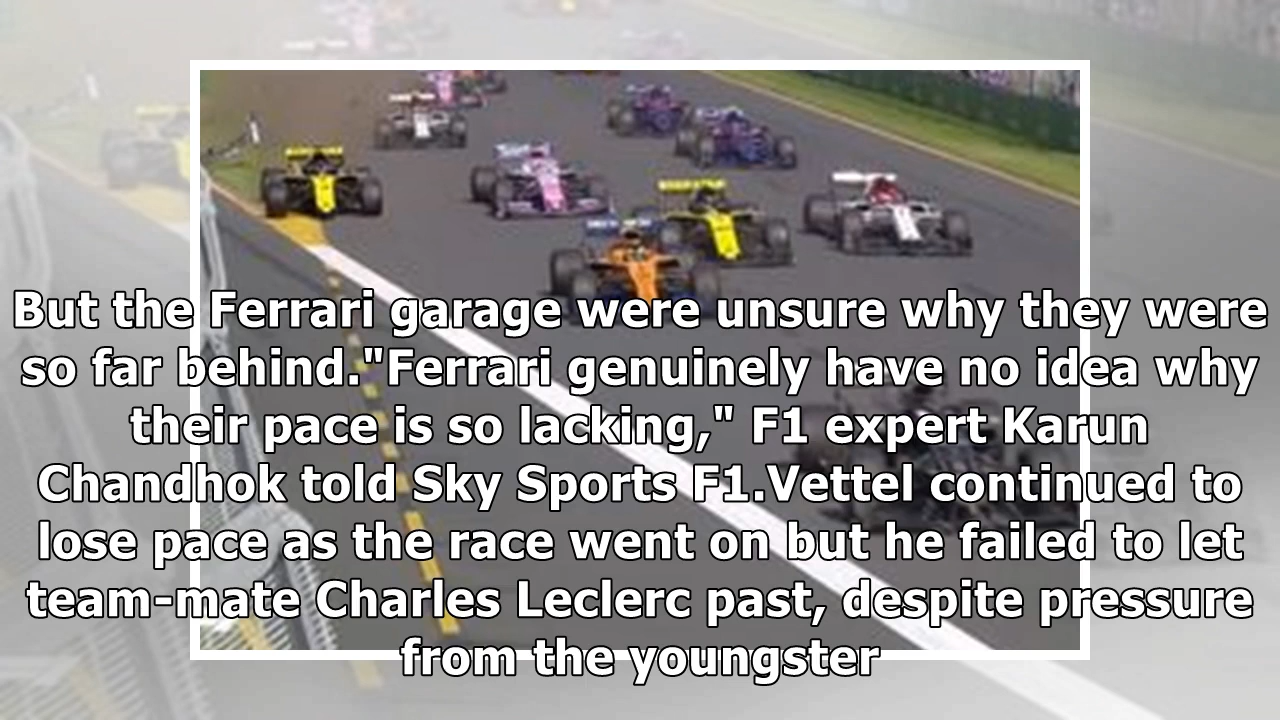 But the Ferrari garage were unsure why they were
so far behind."Ferrari genuinely have no idea why
their pace is so lacking," F1 expert Karun
Chandhok told Sky Sports F1.Vettel continued to
lose pace as the race went on but he failed to let
team-mate Charles Leclerc past, despite pressure
from the youngster